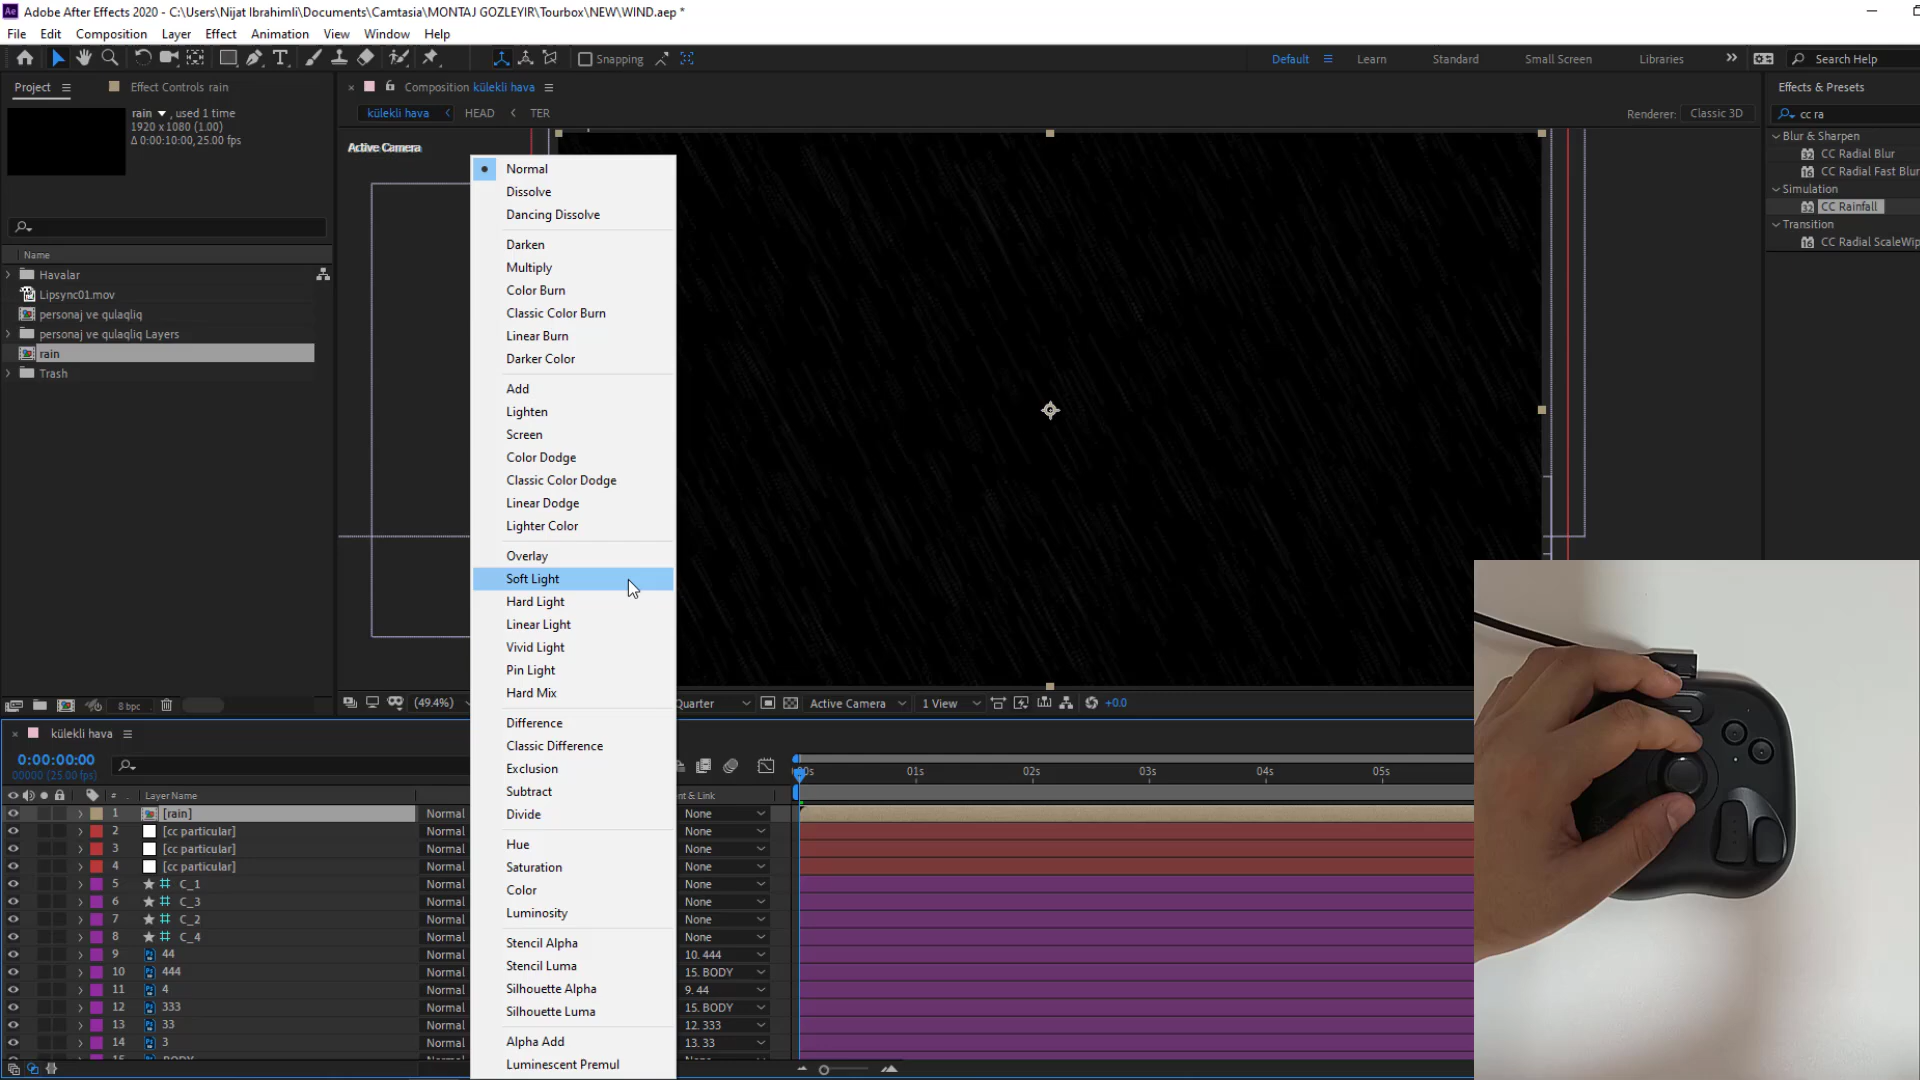 Ae Adobe After Effects 2020 - C:\Users\Nijat Ibrahimli\Documents\Camtasia\MONTAJ GOZLEYIR\Tourbox\NEW\WIND.aep *
File Edit Composition Layer Effect Animation View Window Help
Snapping
Default Learn Standard Small Screen Libraries Search Help
Project
Effect Controls rain
Composition külekli hava
Effects & Presets
rain , used 1 time
1920 x 1080 (1.00)
Δ 0:00:10:00, 25.00 fps)
külekli hava HEAD TER
Renderer: Classic 3D
cc ra
Active Camera
Blur & Sharpen
CC Radial Blur
CC Radial Fast Blur
Simulation
CC Rainfall
Transition
CC Radial ScaleWip
Name
Havalar
Lipsync01.mov
personaj ve qulaqliq
personaj ve qulaqliq Layers
rain
Trash
Normal
Dissolve
Dancing Dissolve
Darken
Multiply
Color Burn
Classic Color Burn
Linear Burn
Darker Color
Add
Lighten
Screen
Color Dodge
Classic Color Dodge
Linear Dodge
Lighter Color
Overlay
Soft Light
Hard Light
Linear Light
Vivid Light
Pin Light
Hard Mix
Difference
Classic Difference
Exclusion
Subtract
Divide
Hue
Saturation
Color
Luminosity
Stencil Alpha
Stencil Luma
Silhouette Alpha
Silhouette Luma
Alpha Add
Luminescent Premul
8 bpc
(49.4%)
Quarter Active Camera 1 View +0.0
külekli hava
0:00:00:00
00000 (25.00 fps)
00s 01s 02s 03s 04s 05s
# Layer Name
nt & Link
1 [rain] Normal None
2 [cc particular] Normal None
3 [cc particular] Normal None
4 [cc particular] Normal None
5 C_1 Normal None
6 C_3 Normal None
7 C_2 Normal None
8 C_4 Normal None
9 44 Normal 10. 444
10 444 Normal 15. BODY
11 4 Normal 9. 44
12 333 Normal 15. BODY
13 33 Normal 12. 333
14 3 Normal 13. 33
15 BODY None